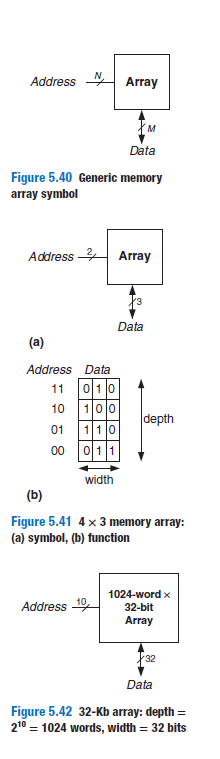 Address
N
Array
M
Data
Figure 5.40 Generic memory
array symbol
Address
2
Array
3
Data
(a)
Address Data
11 0 1 0
10 1 0 0
01 1 1 0
00 0 1 1
depth
width
(b)
Figure 5.41 4 × 3 memory array:
(a) symbol, (b) function
Address
10
1024-word ×
32-bit
Array
32
Data
Figure 5.42 32-Kb array: depth =
2¹⁰ = 1024 words, width = 32 bits